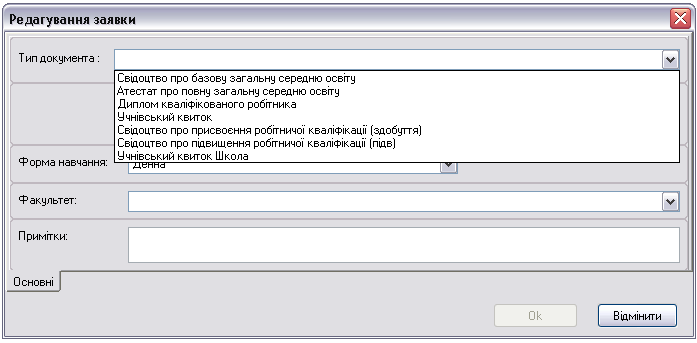 Редагування заявки
Тип документа :
Свідоцтво про базову загальну середню освіту
Атестат про повну загальну середню освіту
Диплом кваліфікованого робітника
Учнівський квиток
Свідоцтво про присвоєння робітничої кваліфікації (здобуття)
Свідоцтво про підвищення робітничої кваліфікації (підв)
Учнівський квиток Школа
Форма навчання: Денна
Факультет:
Примітки:
Основні
Ok Відмінити